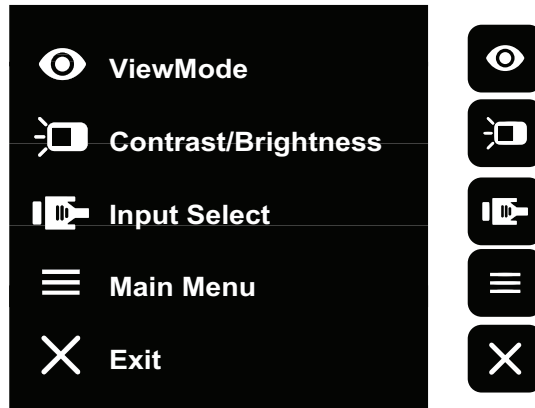 ViewMode
Contrast/Brightness
Input Select
Main Menu
Exit